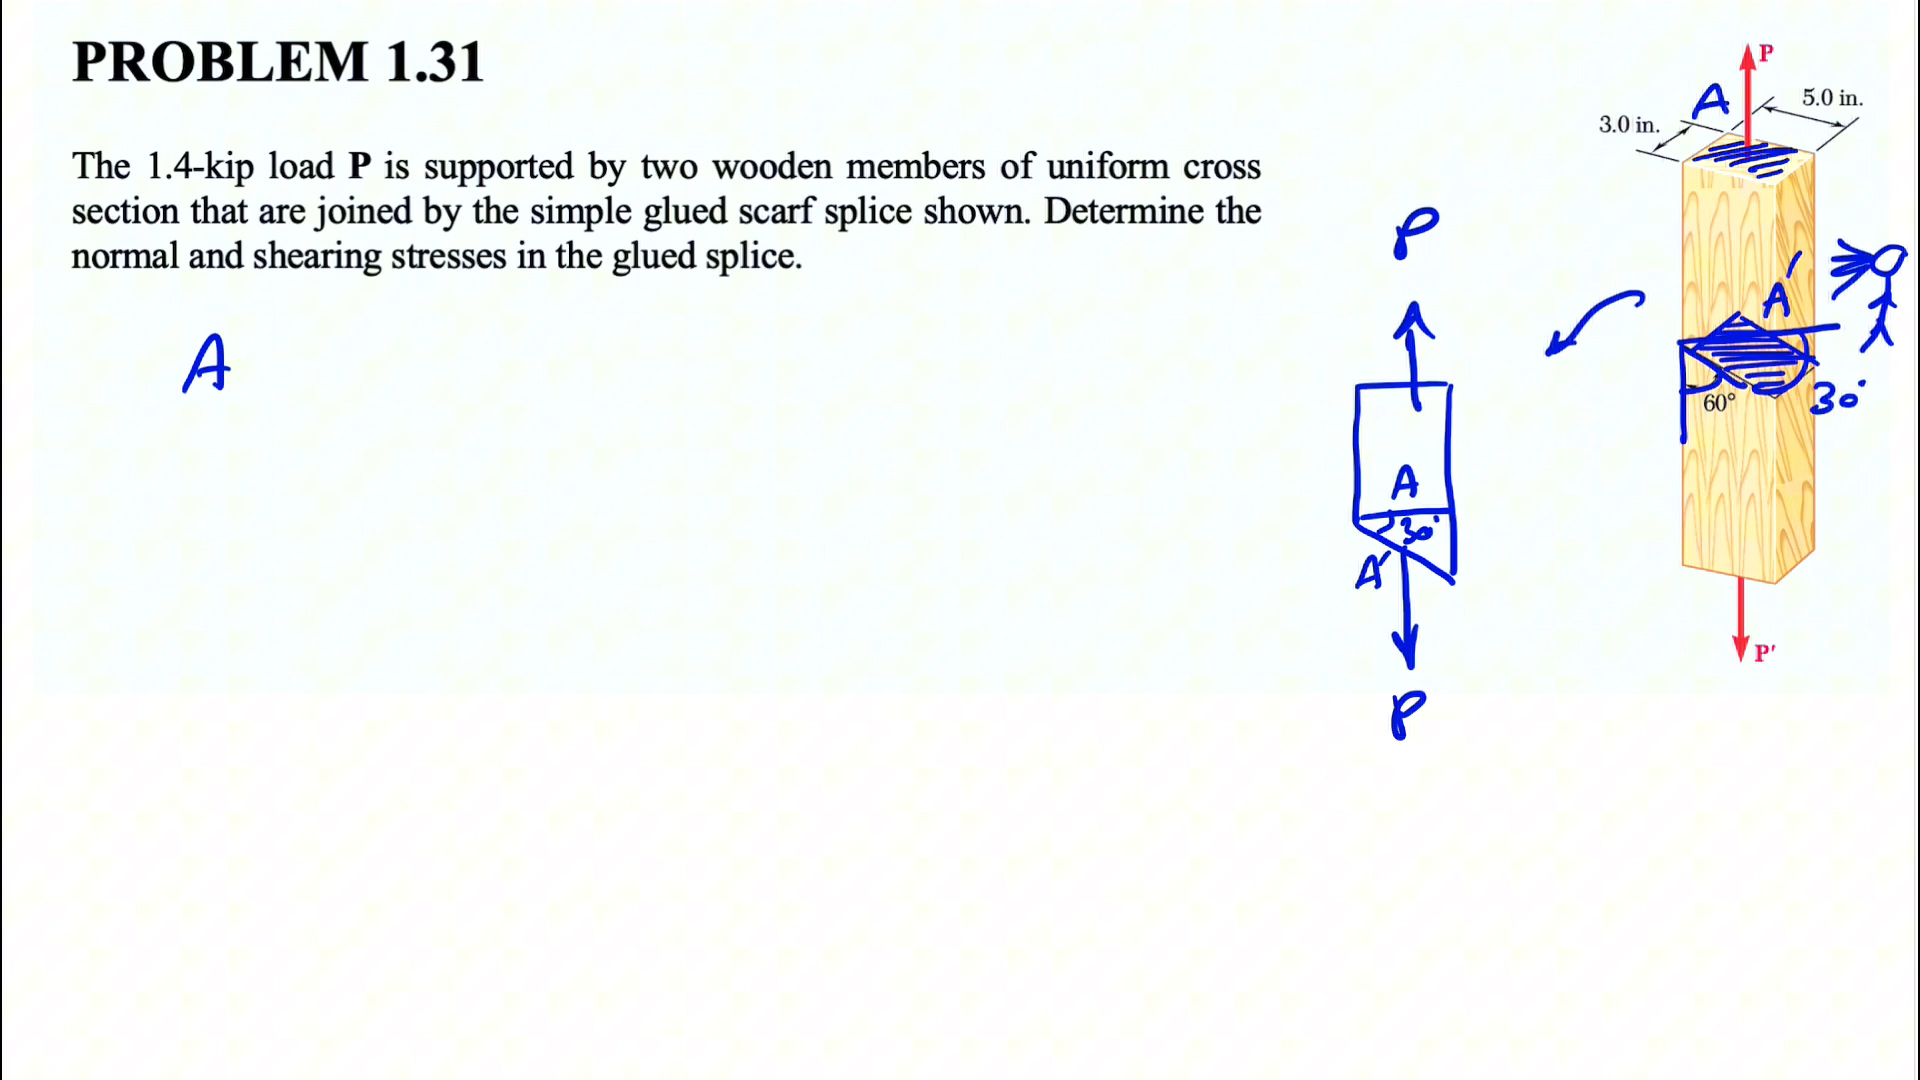 PROBLEM 1.31
The 1.4-kip load P is supported by two wooden members of uniform cross
section that are joined by the simple glued scarf splice shown. Determine the
normal and shearing stresses in the glued splice.
A
P
A
30°
A'
P
P
A
5.0 in.
3.0 in.
A'
60°
30°
P'